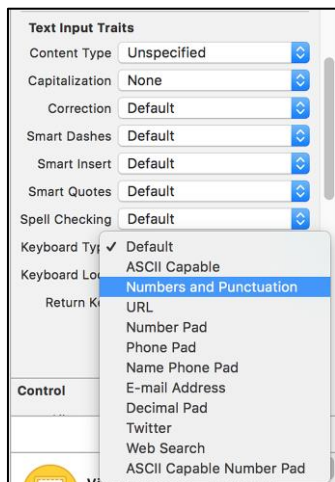 Text Input Traits
Content Type Unspecified
Capitalization None
Correction Default
Smart Dashes Default
Smart Insert Default
Smart Quotes Default
Spell Checking Default
Keyboard Typ ✓ Default
ASCII Capable
Keyboard Loo Numbers and Punctuation
URL
Return Ke Number Pad
Phone Pad
Name Phone Pad
Control E-mail Address
Decimal Pad
Twitter
Web Search
ASCII Capable Number Pad